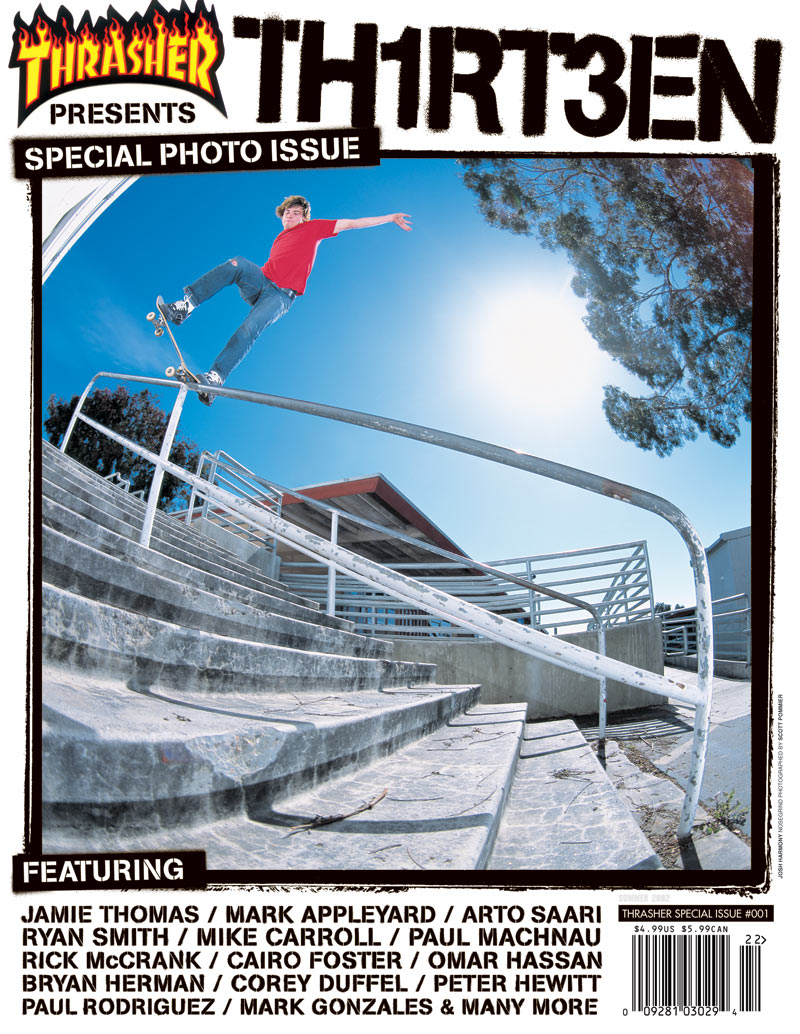 THRASHER
PRESENTS
TH1RT3EN
SPECIAL PHOTO ISSUE
JOSH HARMONY NOSEGRIND PHOTOGRAPHED BY SCOTT POMMIER
FEATURING
JAMIE THOMAS / MARK APPLEYARD / ARTO SAARI
RYAN SMITH / MIKE CARROLL / PAUL MACHNAU
RICK McCRANK / CAIRO FOSTER / OMAR HASSAN
BRYAN HERMAN / COREY DUFFEL / PETER HEWITT
PAUL RODRIGUEZ / MARK GONZALES & MANY MORE
SUMMER 2002
THRASHER SPECIAL ISSUE #001
$4.99US $5.99CAN
22>
0 09281 03029 4